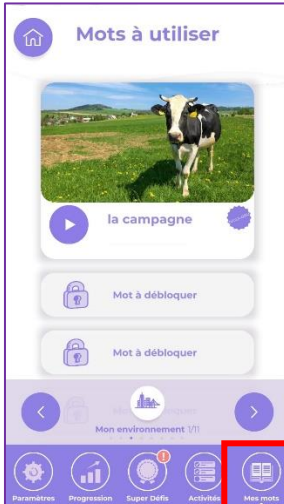 Mots à utiliser
la campagne
Mot à débloquer
Mot à débloquer
Mon environnement 1/11
Paramètres
Progression
Super Défis
Activités
Mes mots